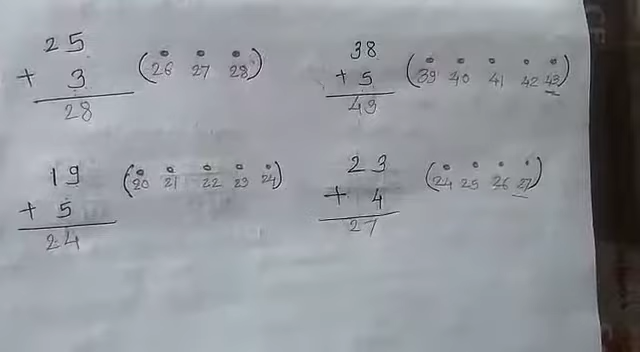 25
+ 3 (26 27 28)
28
38
+ 5 (39 40 41 42 43)
43
19
+ 5 (20 21 22 23 24)
24
23
+ 4 (24 25 26 27)
27